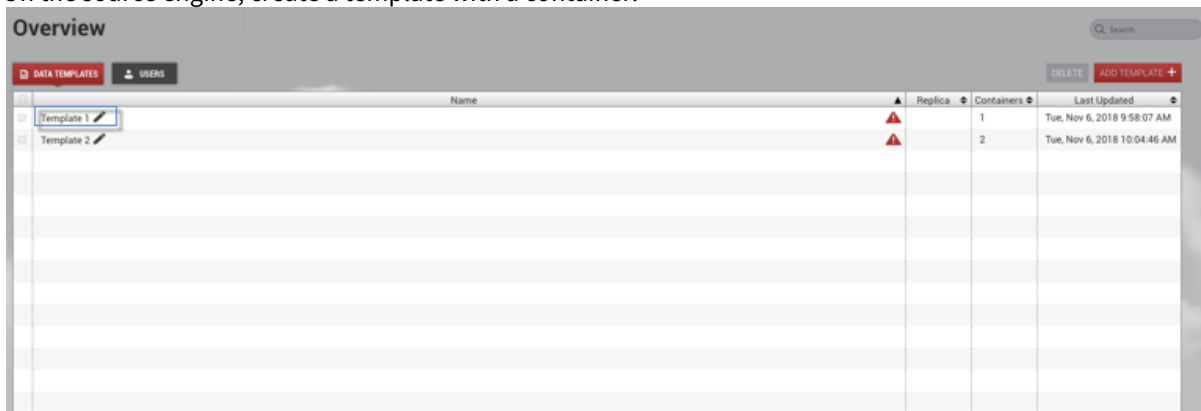 On the source engine, create a template with a container.
Overview
Search
DATA TEMPLATES USERS DELETE ADD TEMPLATE +
Name Replica Containers Last Updated
Template 1 1 Tue, Nov 6, 2018 9:58:07 AM
Template 2 2 Tue, Nov 6, 2018 10:04:46 AM